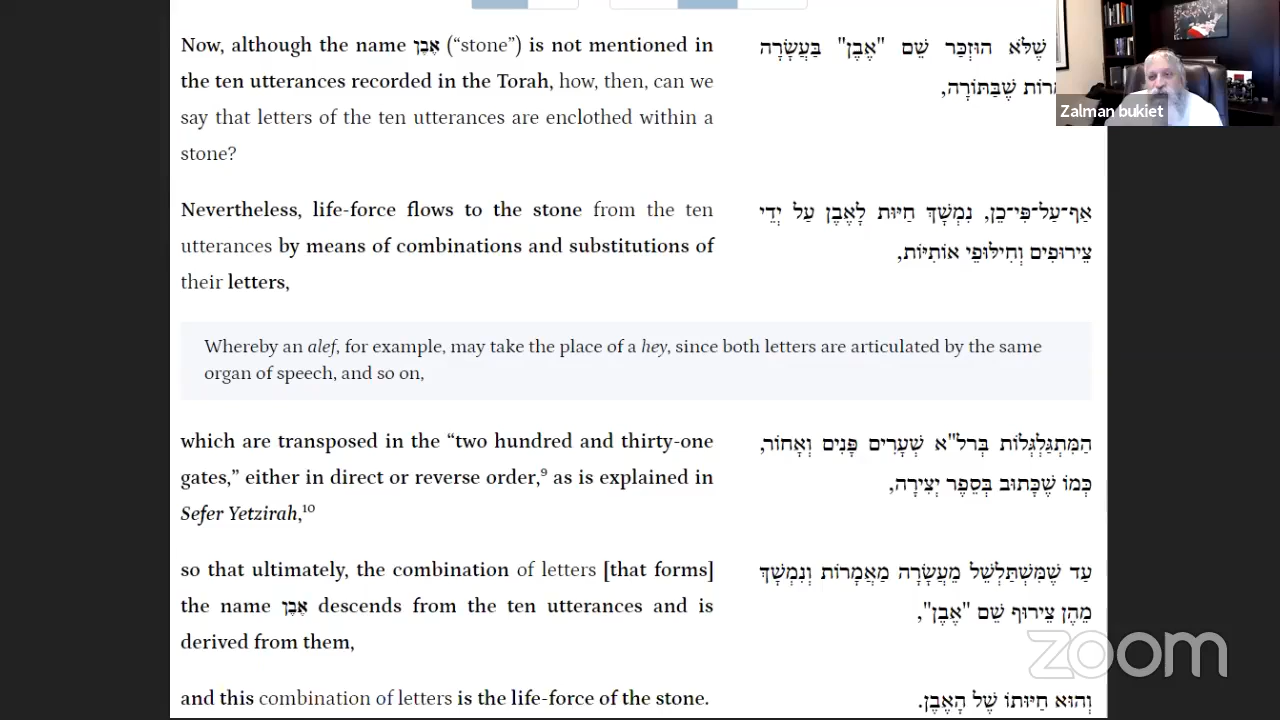 Now, although the name אֶבֶן (“stone”) is not mentioned in
the ten utterances recorded in the Torah, how, then, can we
say that letters of the ten utterances are enclothed within a
stone?
שֶׁלֹּא הוּזְכַּר שֵׁם "אֶבֶן" בַּעֲשָׂרָה
שֶׁבַּתּוֹרָה,
Zalman bukiet
Nevertheless, life-force flows to the stone from the ten
utterances by means of combinations and substitutions of
their letters,
אַף־עַל־פִּי־כֵן, נִמְשָׁךְ חַיּוּת לָאֶבֶן עַל יְדֵי
צֵירוּפִים וְחִילּוּפֵי אוֹתִיּוֹת,
Whereby an alef, for example, may take the place of a hey, since both letters are articulated by the same
organ of speech, and so on,
which are transposed in the “two hundred and thirty-one
gates,” either in direct or reverse order,⁹ as is explained in
Sefer Yetzirah,¹⁰
הַמִּתְגַּלְגְּלוֹת בְּרל"א שְׁעָרִים פָּנִים וְאָחוֹר,
כְּמוֹ שֶׁכָּתוּב בְּסֵפֶר יְצִירָה,
so that ultimately, the combination of letters [that forms]
the name אֶבֶן descends from the ten utterances and is
derived from them,
עַד שֶׁמִּשְׁתַּלְשֵׁל מֵעֲשָׂרָה מַאֲמָרוֹת וְנִמְשָׁךְ
מֵהֶן צֵירוּף שֵׁם "אֶבֶן",
and this combination of letters is the life-force of the stone.
וְהוּא חַיּוּתוֹ שֶׁל הָאֶבֶן.
zoom